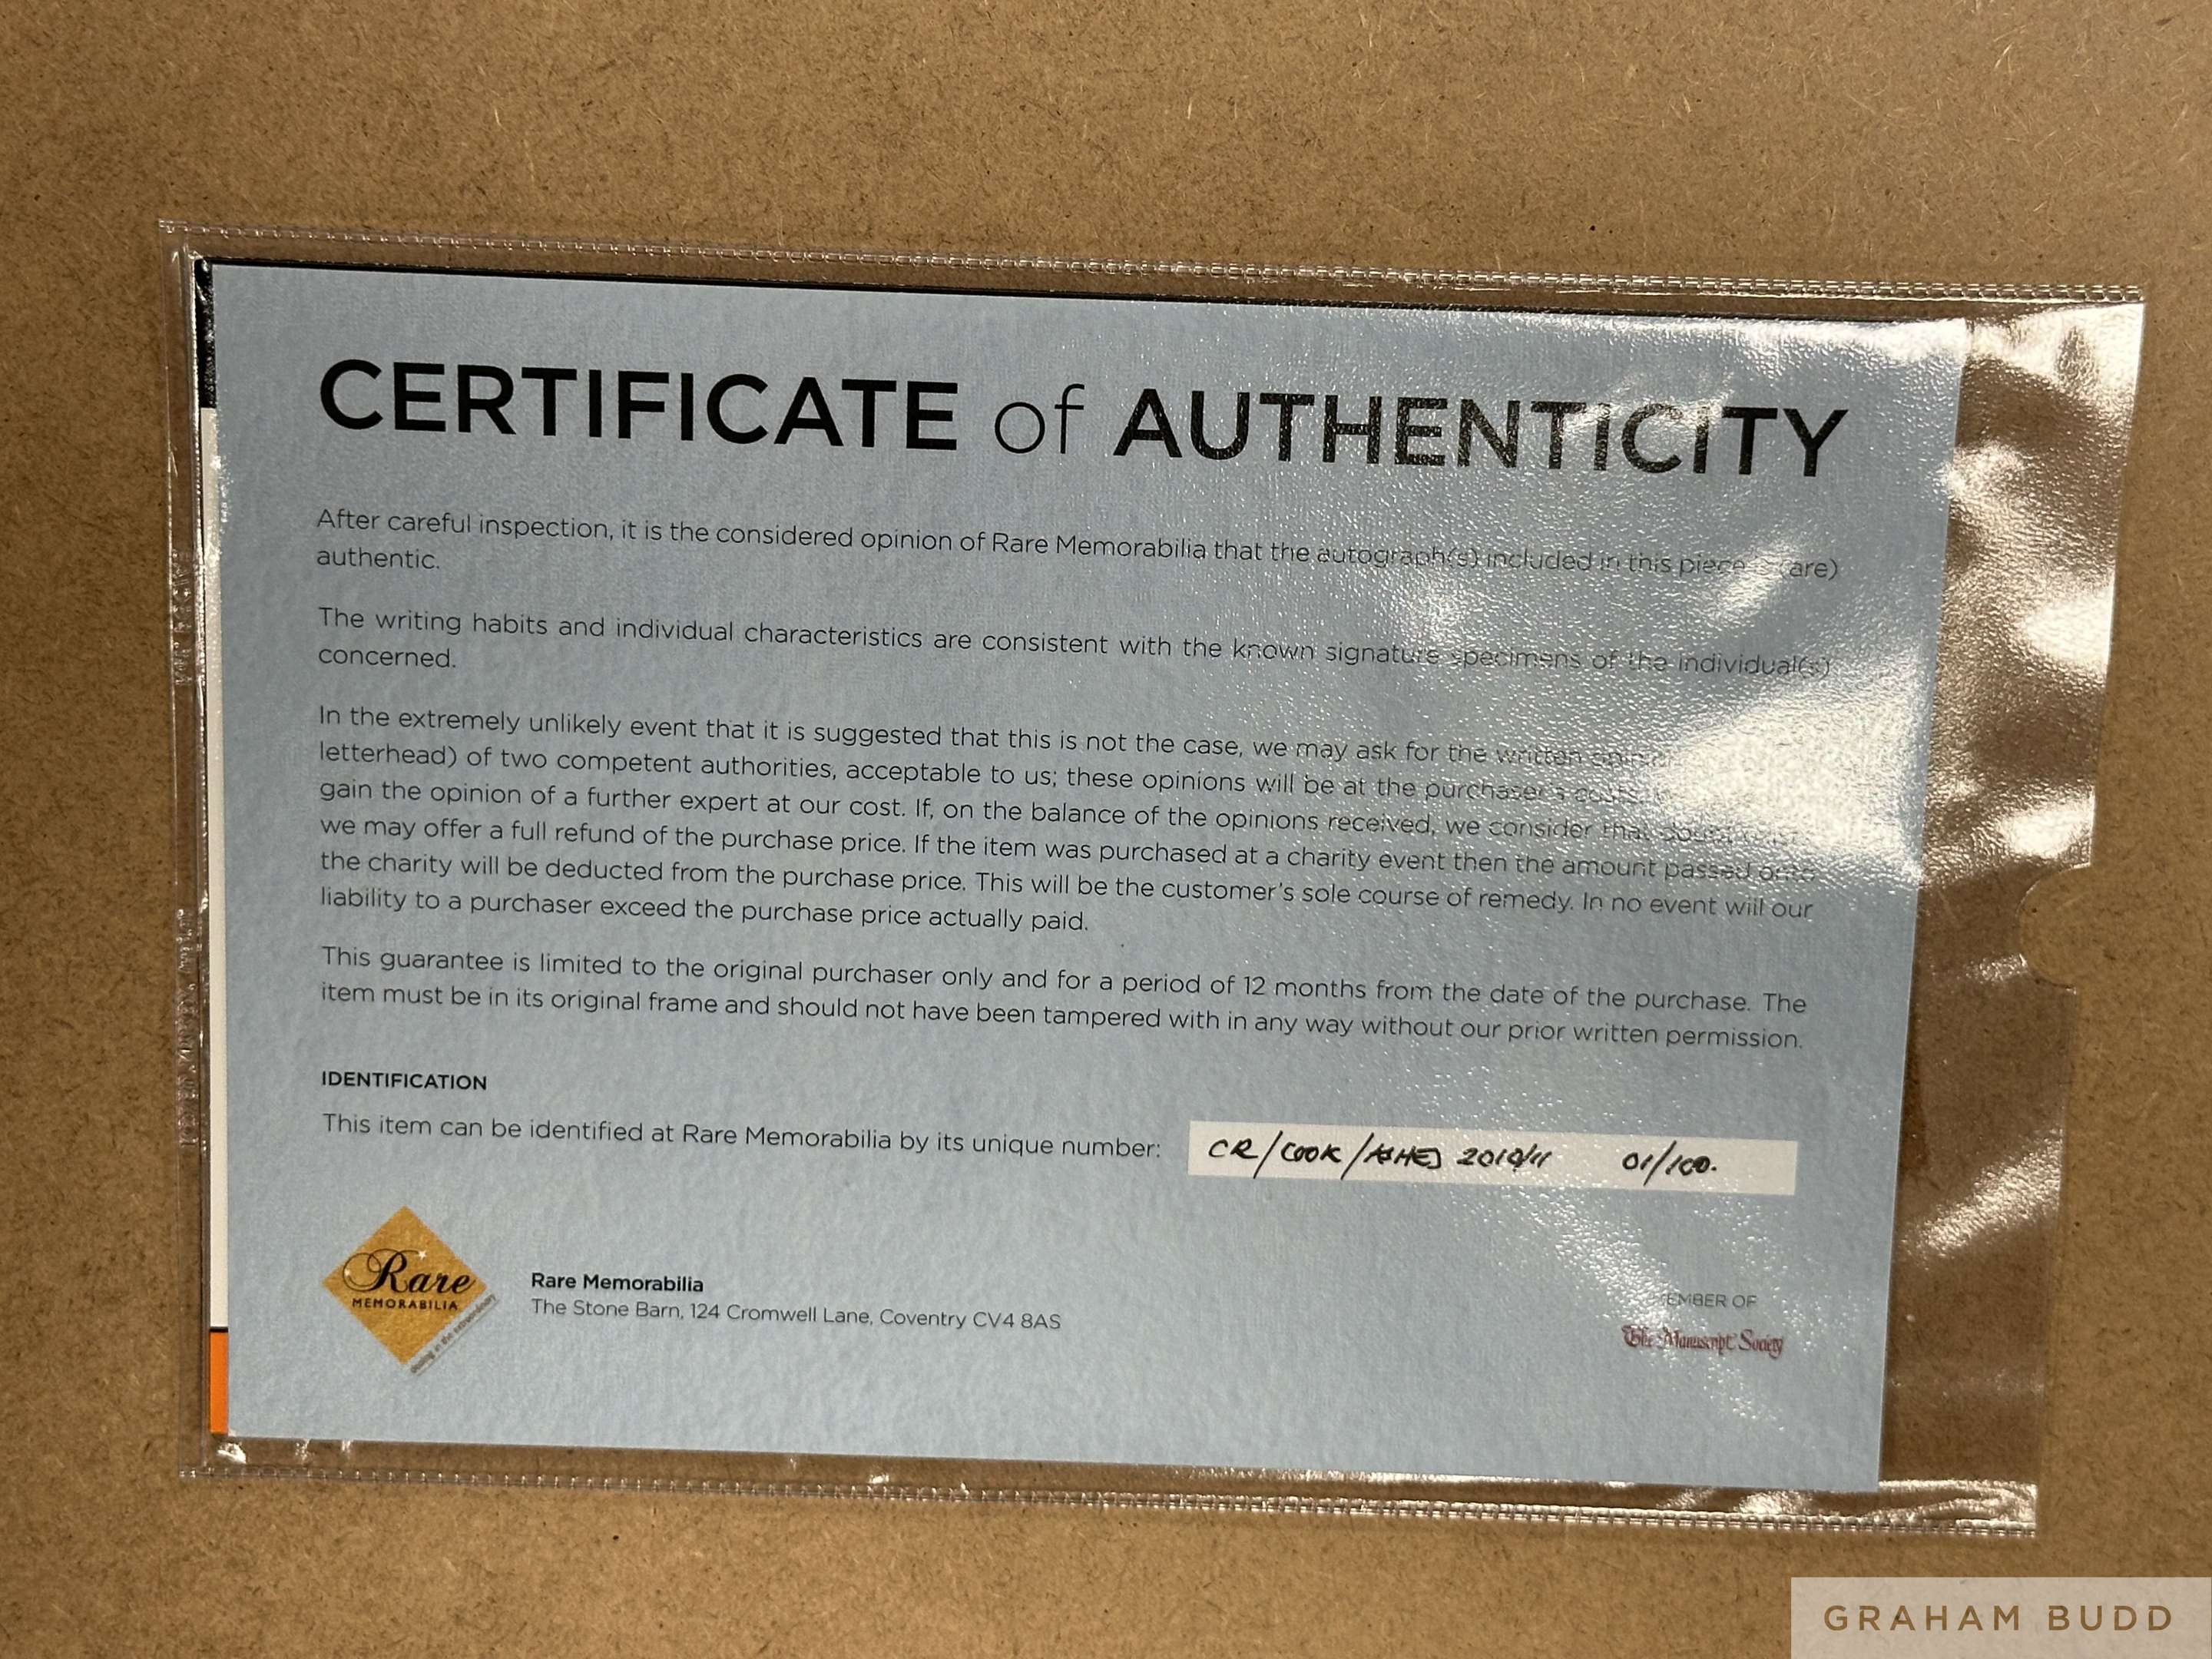 CERTIFICATE of AUTHENTICITY
After careful inspection, it is the considered opinion of Rare Memorabilia that the autograph(s) included in this piece (are)
authentic.
The writing habits and individual characteristics are consistent with the known signature specimens of the individual(s)
concerned.
In the extremely unlikely event that it is suggested that this is not the case, we may ask for the written
letterhead) of two competent authorities, acceptable to us; these opinions will be at the purchaser's costs.
gain the opinion of a further expert at our cost. If, on the balance of the opinions received, we consider that doubt
we may offer a full refund of the purchase price. If the item was purchased at a charity event then the amount passed onto
the charity will be deducted from the purchase price. This will be the customer's sole course of remedy. In no event will our
liability to a purchaser exceed the purchase price actually paid.
This guarantee is limited to the original purchaser only and for a period of 12 months from the date of the purchase. The
item must be in its original frame and should not have been tampered with in any way without our prior written permission.
IDENTIFICATION
This item can be identified at Rare Memorabilia by its unique number: CR/COOK/ASHES 2010/11 01/100.
Rare
MEMORABILIA
dealing in the extraordinary
Rare Memorabilia
The Stone Barn, 124 Cromwell Lane, Coventry CV4 8AS
EMBER OF
The Manuscript Society
GRAHAM BUDD